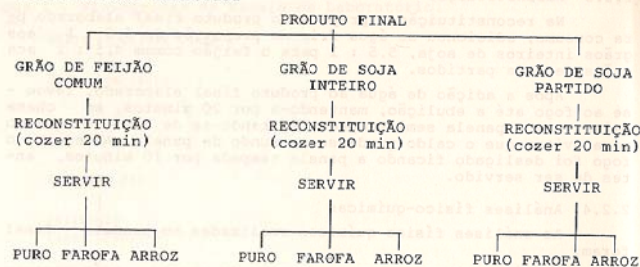 PRODUTO FINAL
GRÃO DE FEIJÃO COMUM
GRÃO DE SOJA INTEIRO
GRÃO DE SOJA PARTIDO
RECONSTITUIÇÃO (cozer 20 min)
RECONSTITUIÇÃO (cozer 20 min)
RECONSTITUIÇÃO (cozer 20 min)
SERVIR
SERVIR
SERVIR
PURO FAROFA ARROZ
PURO FAROFA ARROZ
PURO FAROFA ARROZ